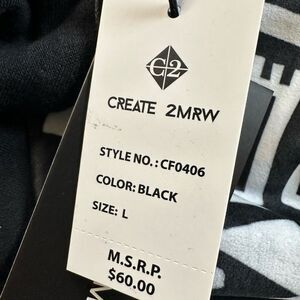 C2
CREATE 2MRW
STYLE NO.: CF0406
COLOR: BLACK
SIZE: L
M.S.R.P.
$60.00